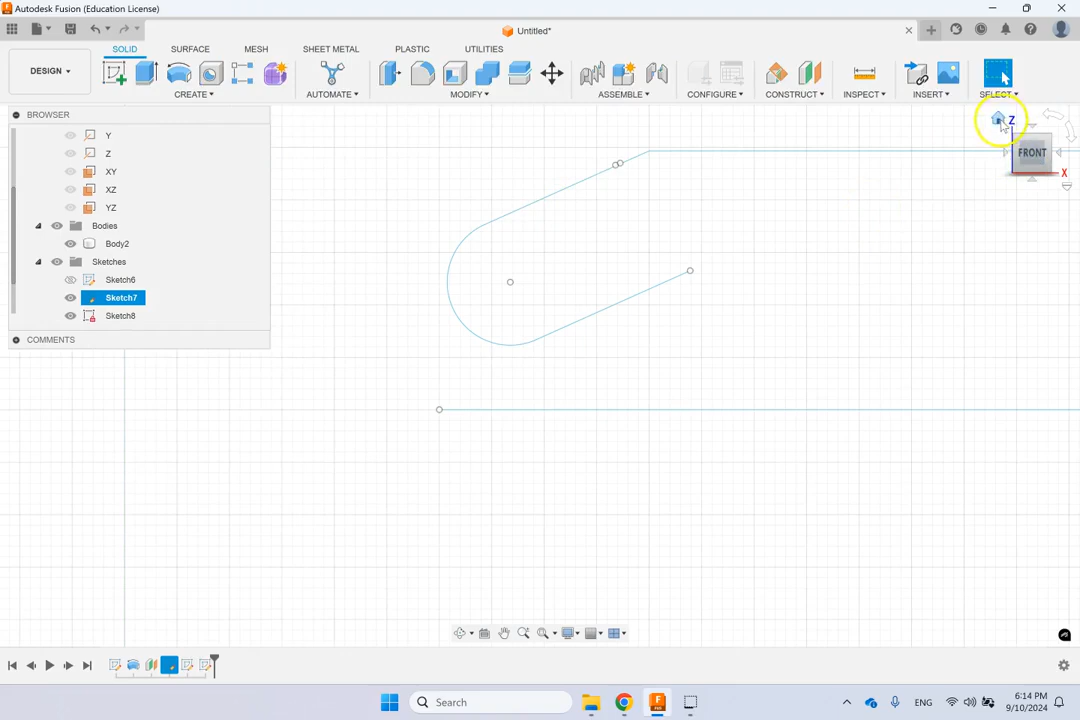 Autodesk Fusion (Education License)
Untitled*
DESIGN
SOLID SURFACE MESH SHEET METAL PLASTIC UTILITIES
CREATE AUTOMATE MODIFY ASSEMBLE CONFIGURE CONSTRUCT INSPECT INSERT SELECT
BROWSER
Y
Z
XY
XZ
YZ
Bodies
Body2
Sketches
Sketch6
Sketch7
Sketch8
COMMENTS
Z
FRONT
X
Search
ENG
6:14 PM
9/10/2024